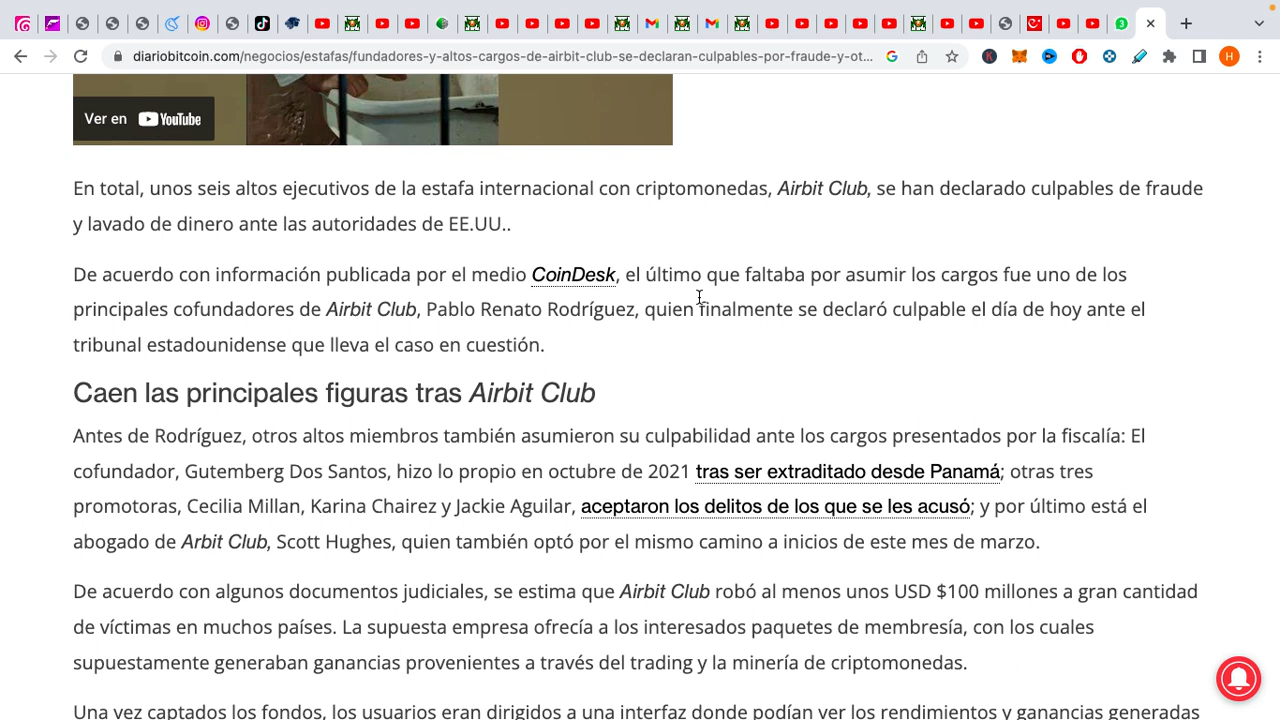 diariobitcoin.com/negocios/estafas/fundadores-y-altos-cargos-de-airbit-club-se-declaran-culpables-por-fraude-y-ot...
H
Ver en YouTube
En total, unos seis altos ejecutivos de la estafa internacional con criptomonedas, Airbit Club, se han declarado culpables de fraude
y lavado de dinero ante las autoridades de EE.UU..
De acuerdo con información publicada por el medio CoinDesk, el último que faltaba por asumir los cargos fue uno de los
principales cofundadores de Airbit Club, Pablo Renato Rodríguez, quien finalmente se declaró culpable el día de hoy ante el
tribunal estadounidense que lleva el caso en cuestión.
Caen las principales figuras tras Airbit Club
Antes de Rodríguez, otros altos miembros también asumieron su culpabilidad ante los cargos presentados por la fiscalía: El
cofundador, Gutemberg Dos Santos, hizo lo propio en octubre de 2021 tras ser extraditado desde Panamá; otras tres
promotoras, Cecilia Millan, Karina Chairez y Jackie Aguilar, aceptaron los delitos de los que se les acusó; y por último está el
abogado de Arbit Club, Scott Hughes, quien también optó por el mismo camino a inicios de este mes de marzo.
De acuerdo con algunos documentos judiciales, se estima que Airbit Club robó al menos unos USD $100 millones a gran cantidad
de víctimas en muchos países. La supuesta empresa ofrecía a los interesados paquetes de membresía, con los cuales
supuestamente generaban ganancias provenientes a través del trading y la minería de criptomonedas.
Una vez captados los fondos, los usuarios eran dirigidos a una interfaz donde podían ver los rendimientos y ganancias generadas